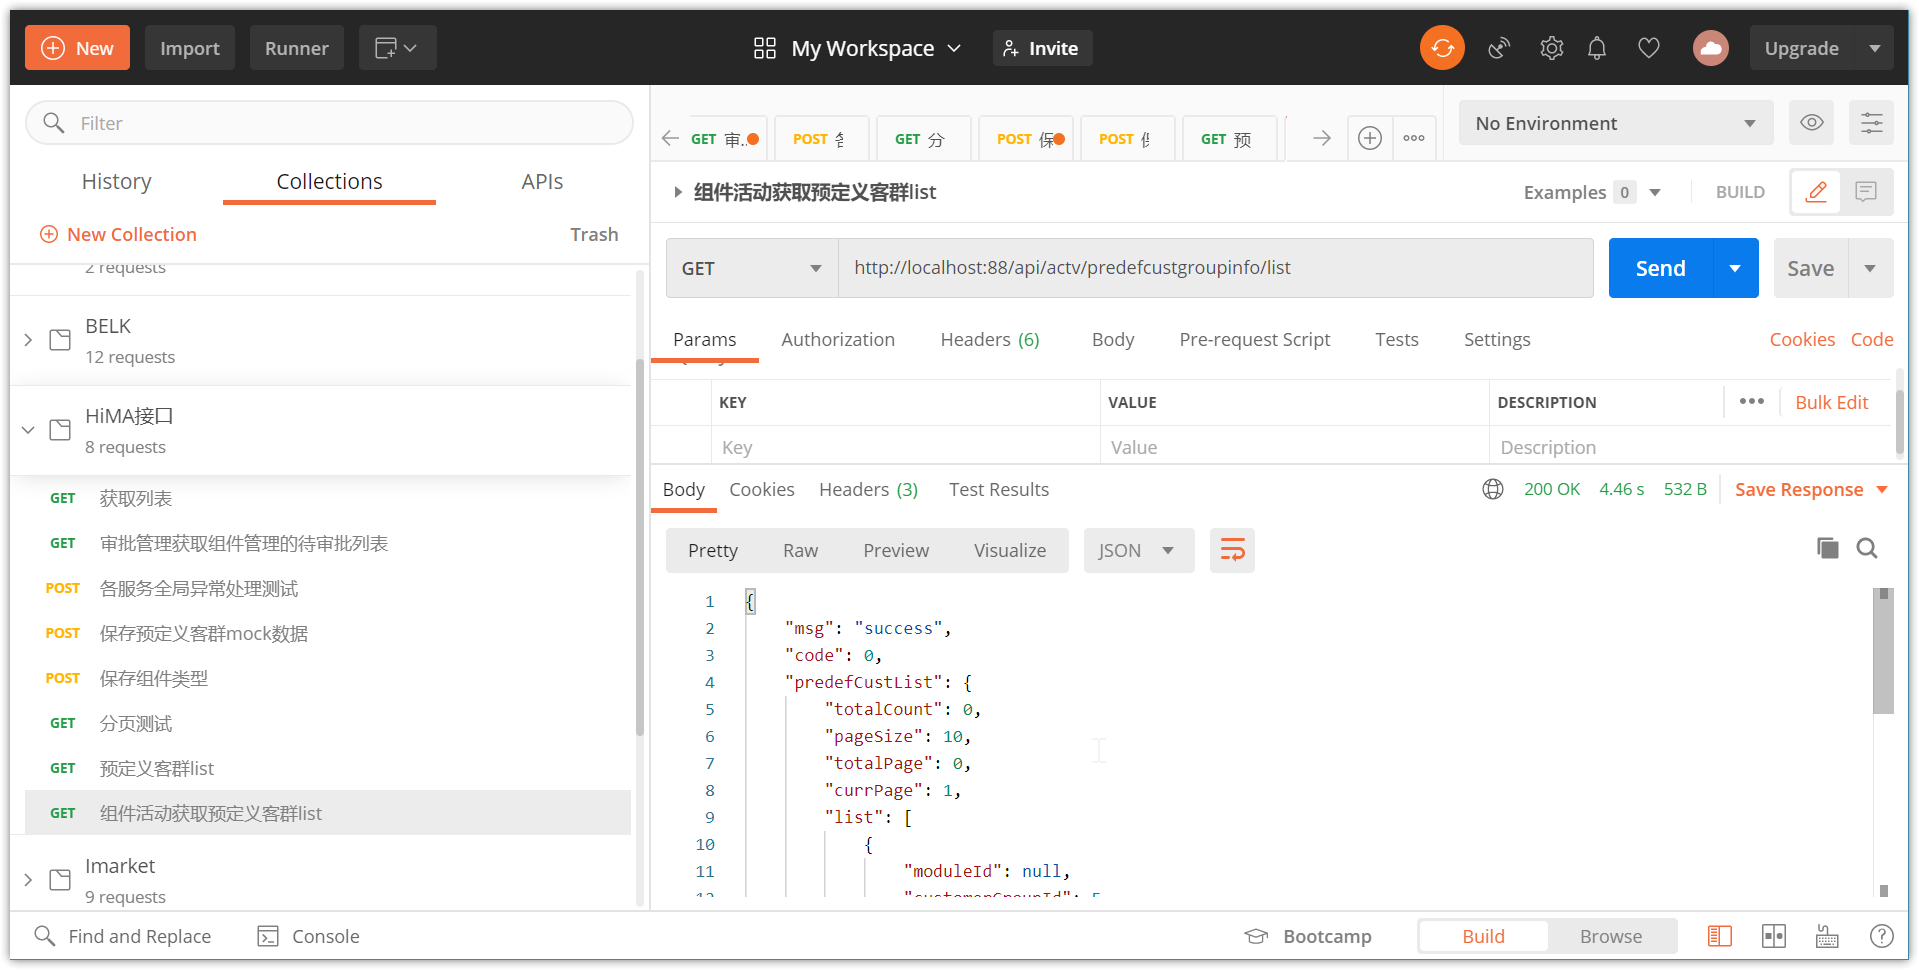 New
Import
Runner
My Workspace
Invite
Upgrade
Filter
History
Collections
APIs
New Collection
Trash
2 requests
BELK
12 requests
HiMA接口
8 requests
GET 获取列表
GET 审批管理获取组件管理的待审批列表
POST 各服务全局异常处理测试
POST 保存预定义客群mock数据
POST 保存组件类型
GET 分页测试
GET 预定义客群list
GET 组件活动获取预定义客群list
Imarket
9 requests
GET 审..
POST
GET 分
POST 保
POST
GET 预
No Environment
组件活动获取预定义客群list
Examples 0
BUILD
GET
http://localhost:88/api/actv/predefcustgroupinfo/list
Send
Save
Params
Authorization
Headers (6)
Body
Pre-request Script
Tests
Settings
Cookies
Code
KEY
VALUE
DESCRIPTION
Bulk Edit
Key
Value
Description
Body
Cookies
Headers (3)
Test Results
200 OK
4.46 s
532 B
Save Response
Pretty
Raw
Preview
Visualize
JSON
1 {
2 "msg": "success",
3 "code": 0,
4 "predefCustList": {
5 "totalCount": 0,
6 "pageSize": 10,
7 "totalPage": 0,
8 "currPage": 1,
9 "list": [
10 {
11 "moduleId": null,
12 "customerGroupId": 5
Find and Replace
Console
Bootcamp
Build
Browse